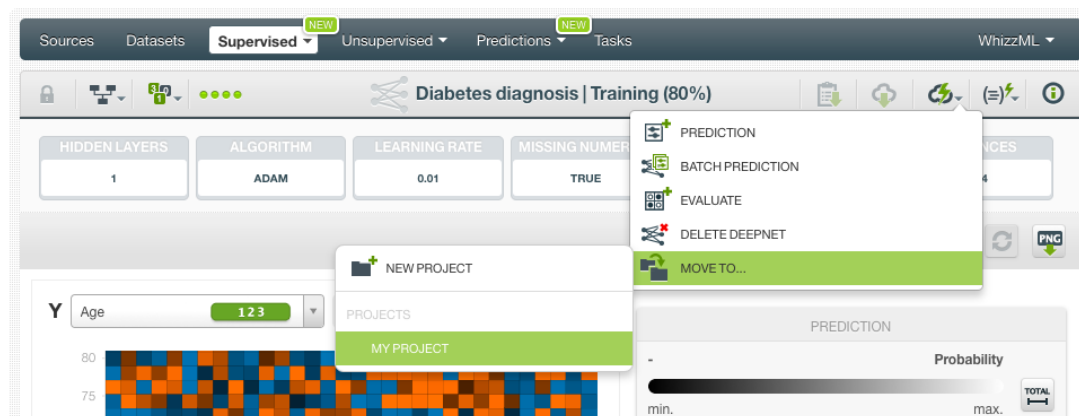 NEW NEW
Sources Datasets Supervised Unsupervised Predictions Tasks WhizzML
Diabetes diagnosis | Training (80%)
HIDDEN LAYERS ALGORITHM LEARNING RATE MISSING NUMER NCES
1 ADAM 0.01 TRUE 4
PREDICTION
BATCH PREDICTION
EVALUATE
DELETE DEEPNET
PNG
MOVE TO...
NEW PROJECT
PROJECTS
MY PROJECT
Y Age 123
80
75
PREDICTION
- Probability
TOTAL
min. max.